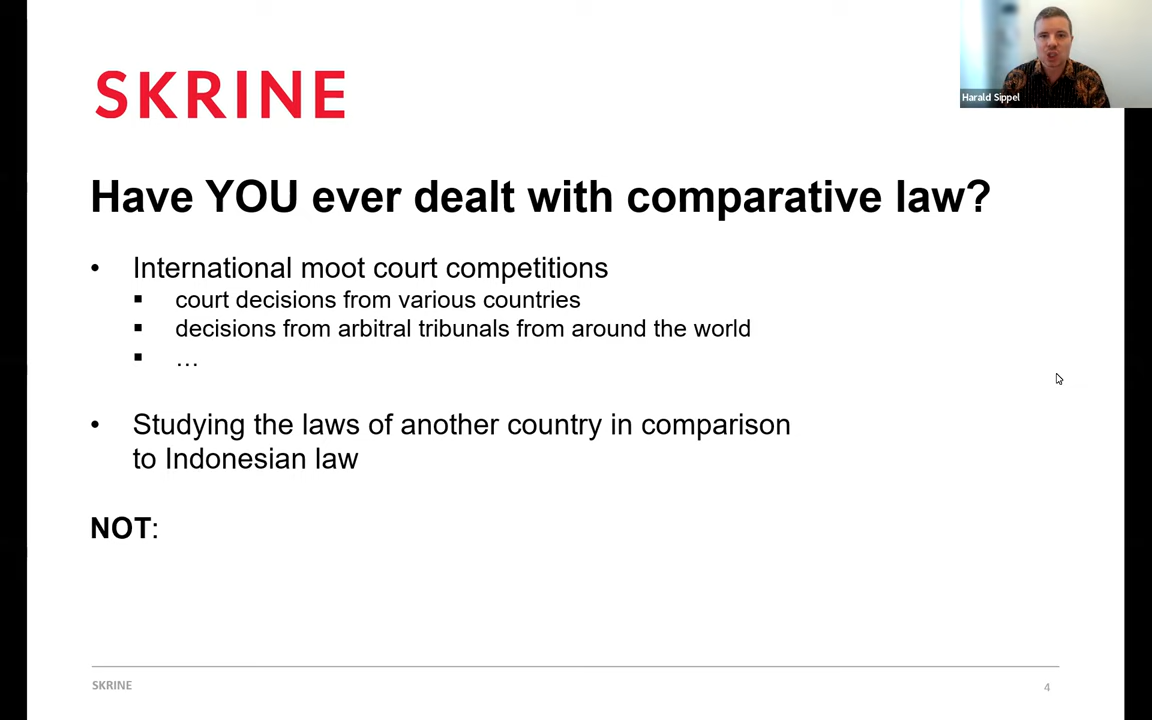 SKRINE
Harald Sippel
Have YOU ever dealt with comparative law?
• International moot court competitions
▪ court decisions from various countries
▪ decisions from arbitral tribunals from around the world
▪ …
• Studying the laws of another country in comparison
to Indonesian law
NOT:
SKRINE
4